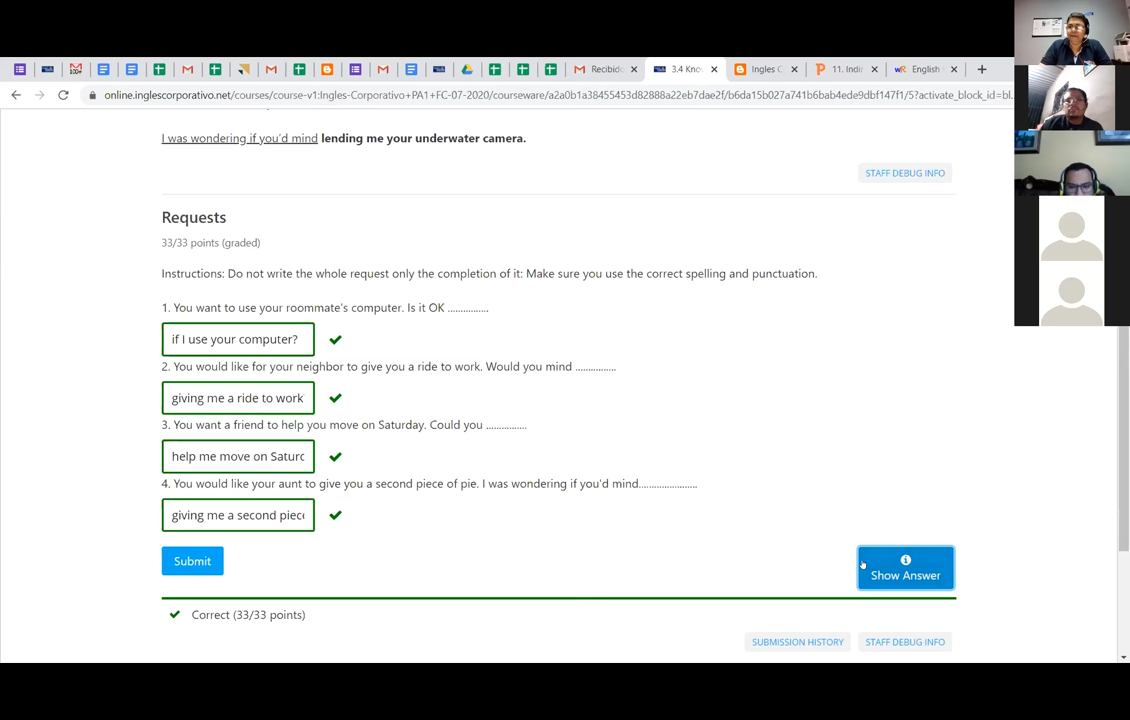 100+
Recibido
3.4 Kno
Ingles C
11. Indir
wR English
online.inglescorporativo.net/courses/course-v1:Ingles-Corporativo+PA1+FC-07-2020/courseware/a2a0b1a38455453d82888a22eb7dae2f/b6da15b027a741b6bab4ede9dbf147f1/5?activate_block_id=bl...
I was wondering if you'd mind lending me your underwater camera.
STAFF DEBUG INFO
Requests
33/33 points (graded)
Instructions: Do not write the whole request only the completion of it: Make sure you use the correct spelling and punctuation.
1. You want to use your roommate's computer. Is it OK ...............
if I use your computer?
2. You would like for your neighbor to give you a ride to work. Would you mind ...............
giving me a ride to work
3. You want a friend to help you move on Saturday. Could you ...............
help me move on Saturd
4. You would like your aunt to give you a second piece of pie. I was wondering if you'd mind......................
giving me a second piece
Submit
Show Answer
Correct (33/33 points)
SUBMISSION HISTORY
STAFF DEBUG INFO